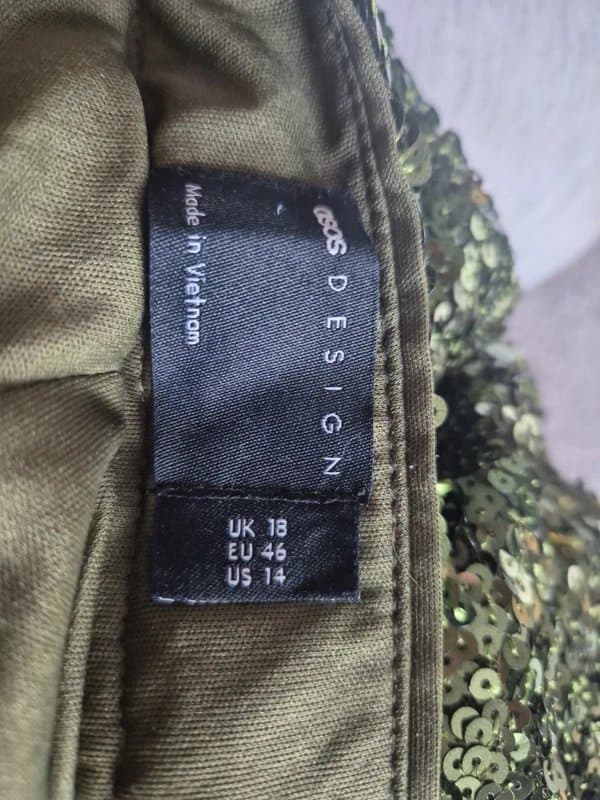 asos DESIGN
Made in Vietnam
UK 18
EU 46
US 14